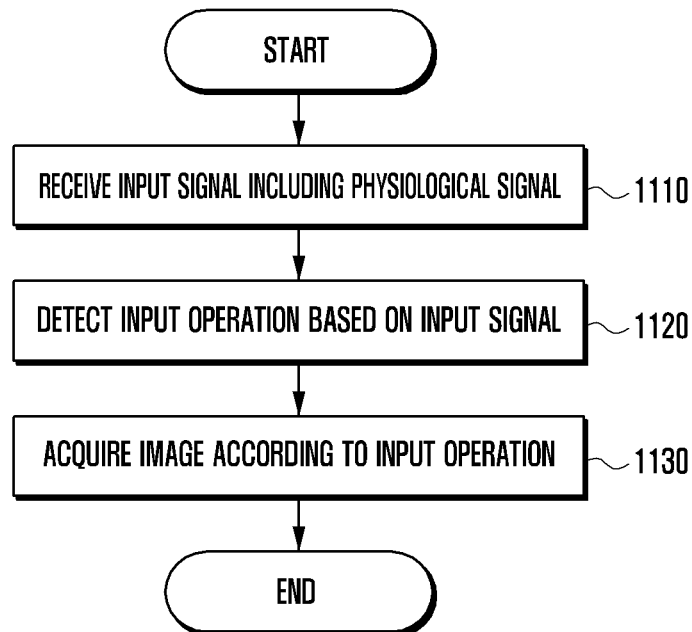 START
RECEIVE INPUT SIGNAL INCLUDING PHYSIOLOGICAL SIGNAL 1110
DETECT INPUT OPERATION BASED ON INPUT SIGNAL 1120
ACQUIRE IMAGE ACCORDING TO INPUT OPERATION 1130
END